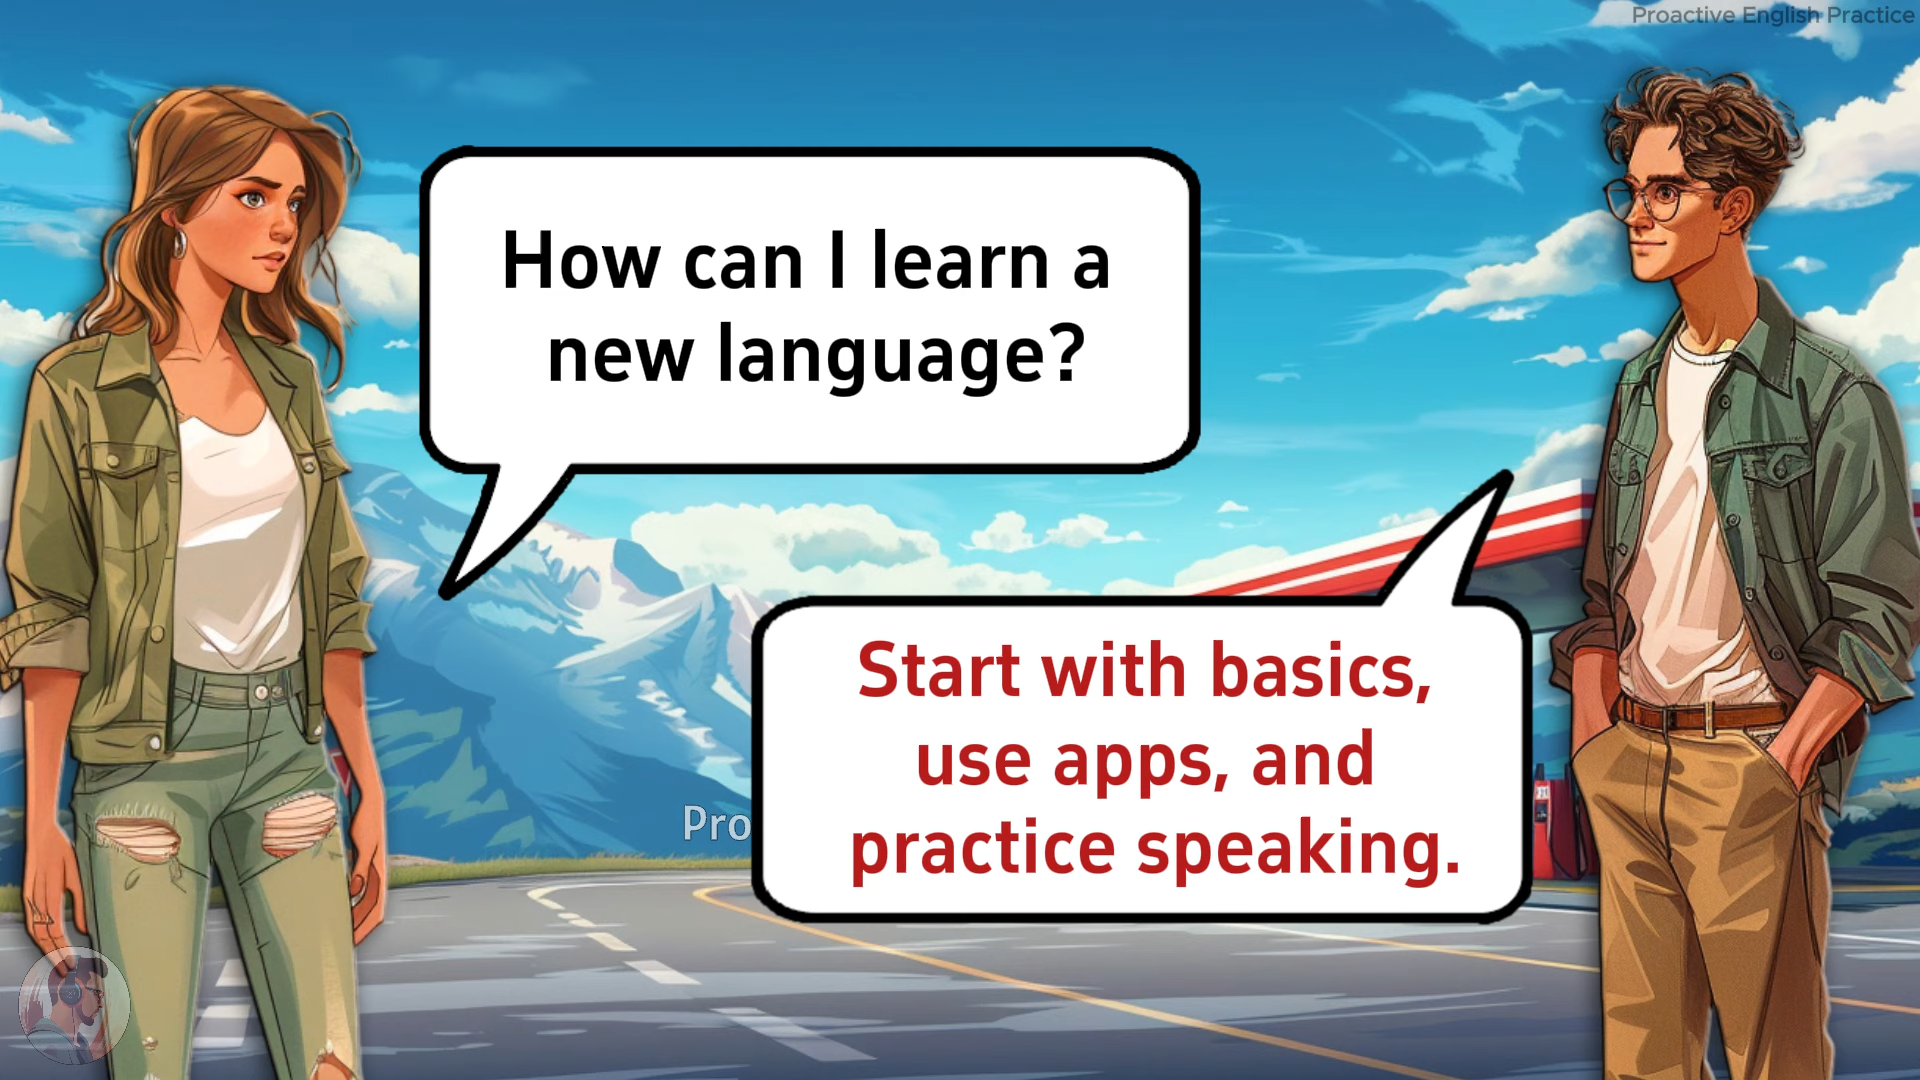 Proactive English Practice
How can I learn a
new language?
Start with basics,
use apps, and
practice speaking.
Pro